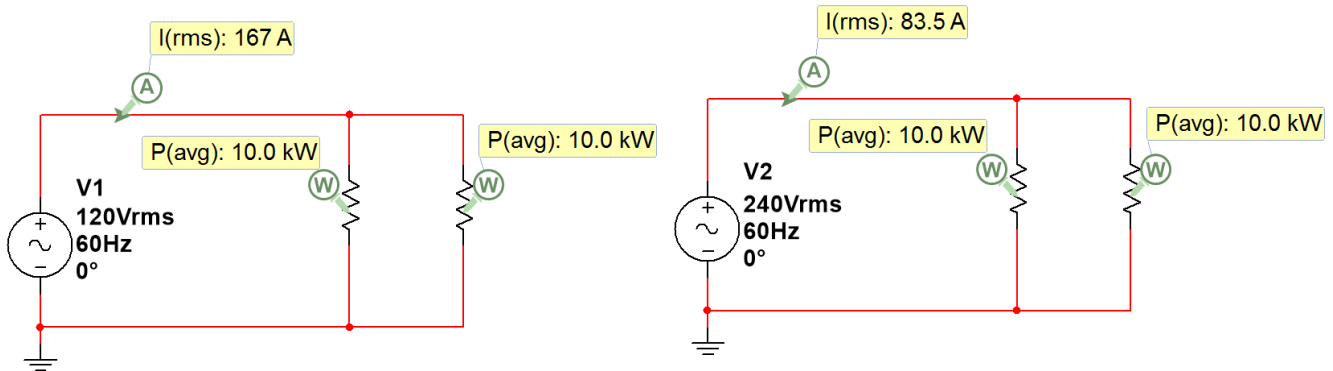 I(rms): 167 A
A
P(avg): 10.0 kW
P(avg): 10.0 kW
W
W
V1
120Vrms
60Hz
0°
I(rms): 83.5 A
A
P(avg): 10.0 kW
P(avg): 10.0 kW
W
W
V2
240Vrms
60Hz
0°